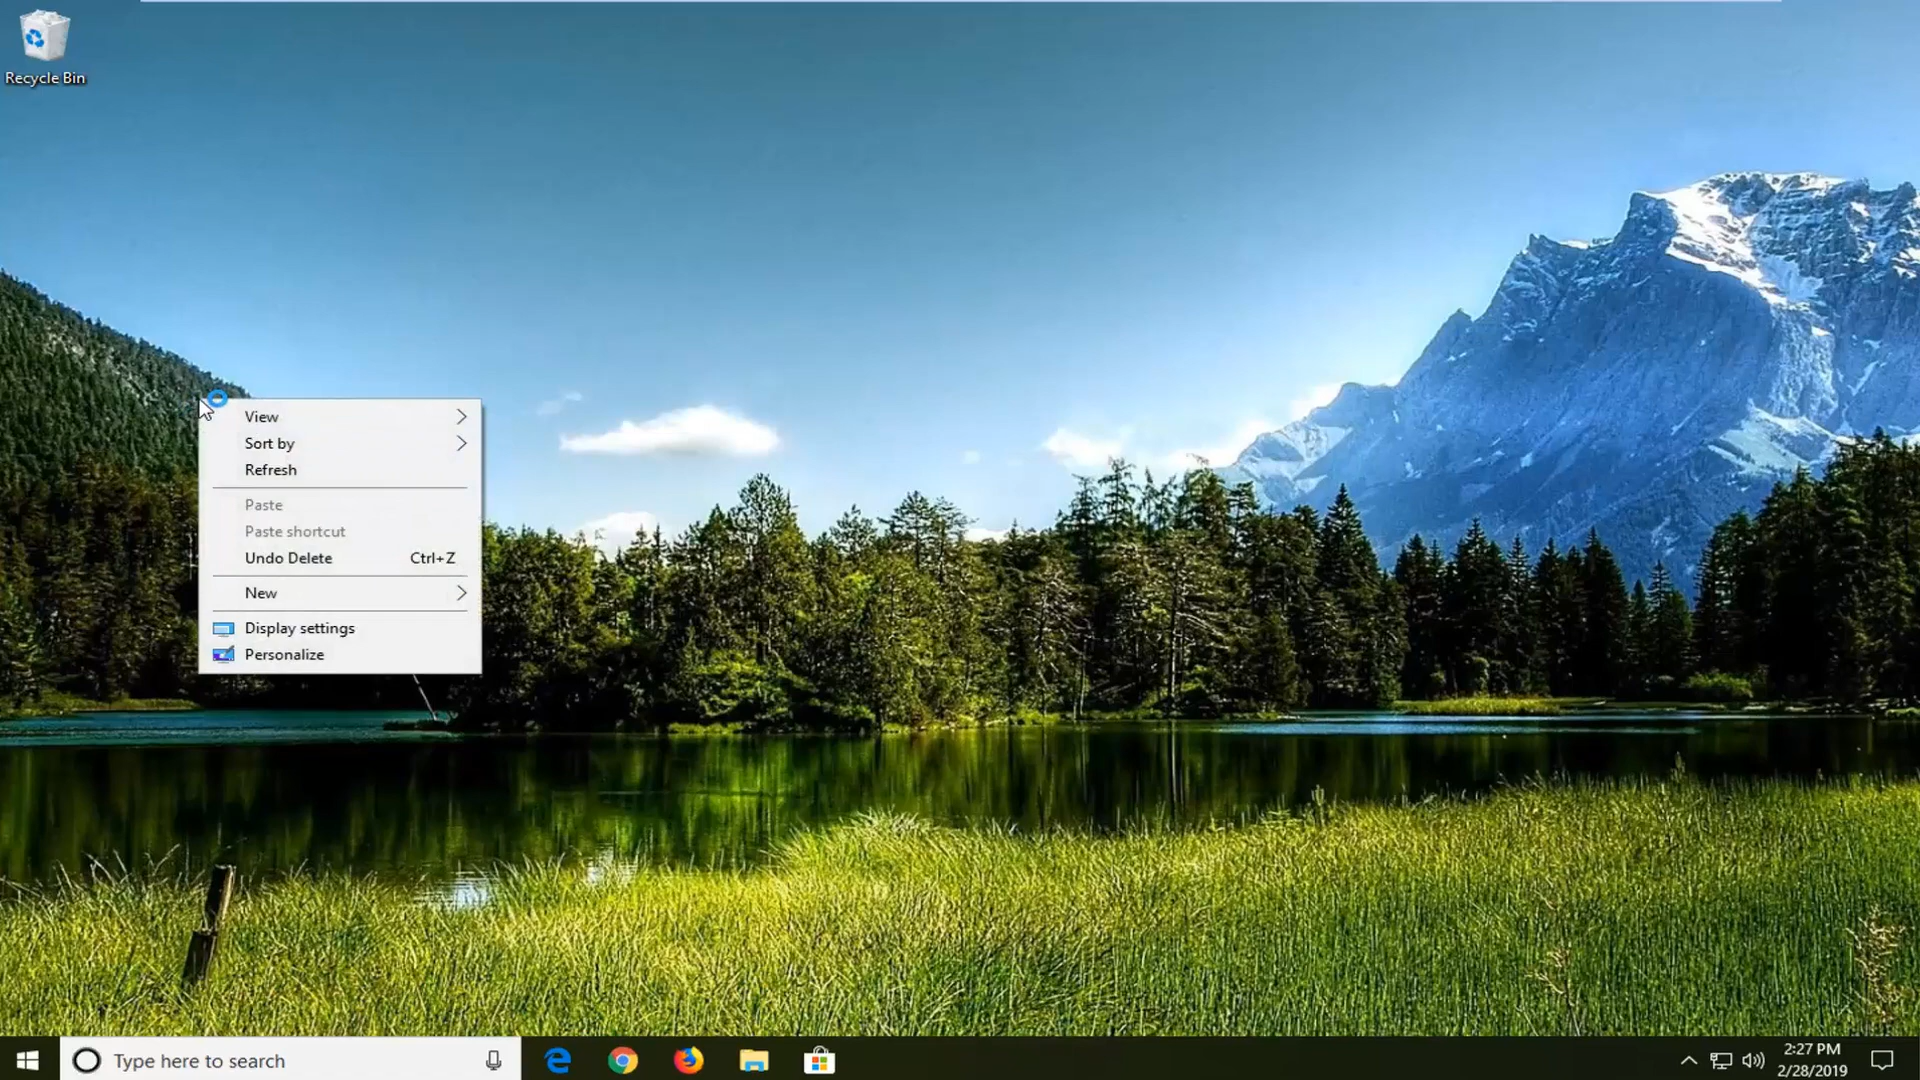 Recycle Bin
View
Sort by
Refresh
Paste
Paste shortcut
Undo Delete Ctrl+Z
New
Display settings
Personalize
Type here to search
2:27 PM
2/28/2019